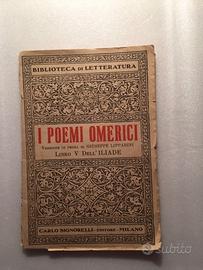 BIBLIOTECA DI LETTERATURA
I POEMI OMERICI
VERSIONE IN PROSA DI GIUSEPPE LIPPARINI
LIBRO V DELL'ILIADE
CARLO SIGNORELLI - EDITORE - MILANO
subito